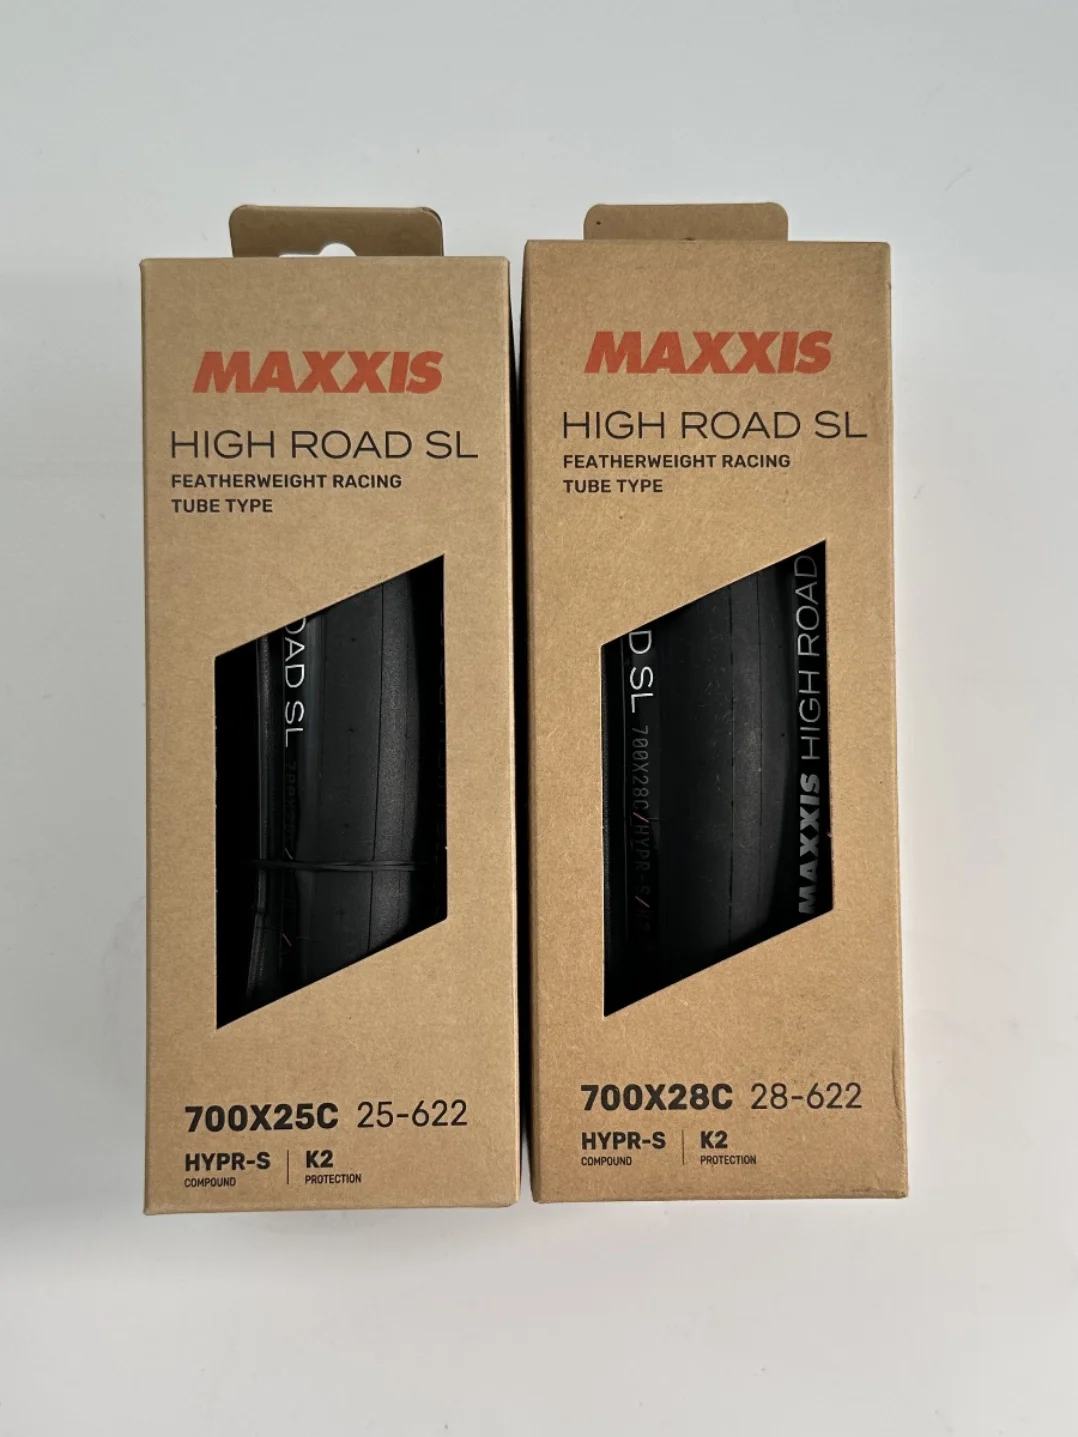 MAXXIS
HIGH ROAD SL
FEATHERWEIGHT RACING
TUBE TYPE
OAD SL
700X25C 25-622
HYPR-S K2
COMPOUND PROTECTION
MAXXIS
HIGH ROAD SL
FEATHERWEIGHT RACING
TUBE TYPE
D SL 700X28C/HYPR-S/
MAXXIS HIGH ROAD
700X28C 28-622
HYPR-S K2
COMPOUND PROTECTION